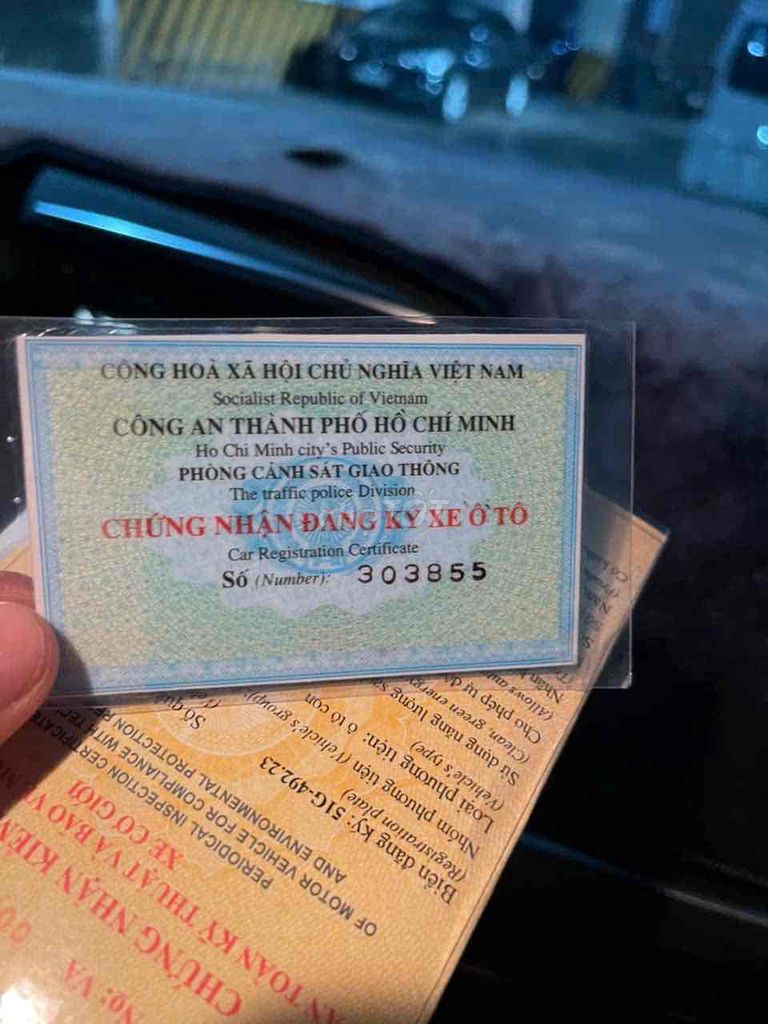 CỘNG HOÀ XÃ HỘI CHỦ NGHĨA VIỆT NAM
Socialist Republic of Vietnam
CÔNG AN THÀNH PHỐ HỒ CHÍ MINH
Ho Chi Minh city's Public Security
PHÒNG CẢNH SÁT GIAO THÔNG
The traffic police Division
CHỨNG NHẬN ĐĂNG KÝ XE Ô TÔ
Car Registration Certificate
Số (Number): 303855
No: VA
CHỨNG NHẬN KIỂM
AN TOÀN KỸ THUẬT VÀ BẢO VỆ
XE CƠ GIỚI
PERIODICAL INSPECTION CERTIFICATE
OF MOTOR VEHICLE FOR COMPLIANCE WITH
AND ENVIRONMENTAL PROTECTION
Biển đăng ký: 51G-492.23
(Registration plate)
Nhóm phương tiện (Vehicle's group)
Loại phương tiện: ô tô con
(Vehicle's type)
Sử dụng năng lượng
(Clean, green energy
Cho phép tự
(Allows